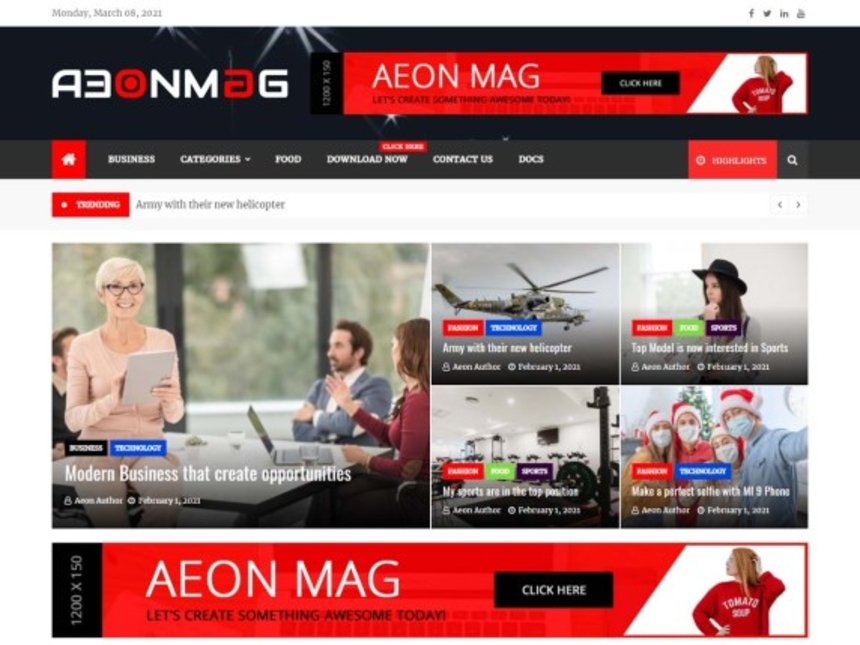 Monday, March 08, 2021
AEONMAG
1200 X 150
AEON MAG
LET'S CREATE SOMETHING AWESOME TODAY!
CLICK HERE
TOMATO
SOUP
CLICK HERE
BUSINESS CATEGORIES FOOD DOWNLOAD NOW CONTACT US DOCS
HIGHLIGHTS
TRENDING Army with their new helicopter
BUSINESS TECHNOLOGY
Modern Business that create opportunities
Aeon Author February 1, 2021
FASHION TECHNOLOGY
Army with their new helicopter
Aeon Author February 1, 2021
FASHION FOOD SPORTS
Top Model is now interested in Sports
Aeon Author February 1, 2021
FASHION FOOD SPORTS
My sports are in the top position
Aeon Author February 1, 2021
FASHION TECHNOLOGY
Make a perfect selfie with MI 9 Phone
Aeon Author February 1, 2021
1200 X 150
AEON MAG
LET'S CREATE SOMETHING AWESOME TODAY!
CLICK HERE
TOMATO
SOUP